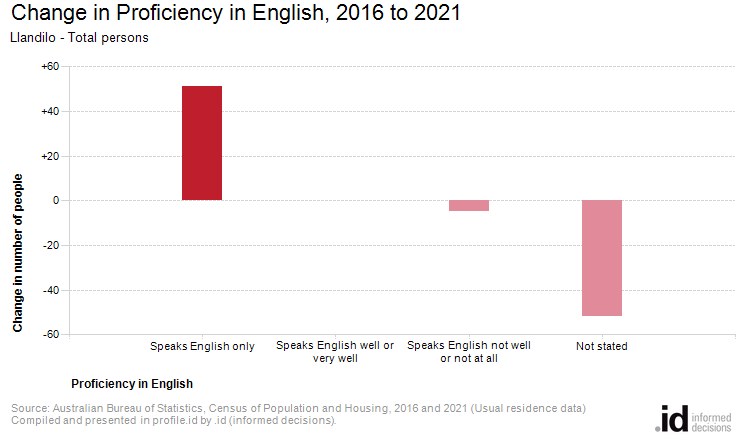 Change in Proficiency in English, 2016 to 2021
Llandilo - Total persons
+60
+40
+20
0
-20
-40
-60
Change in number of people
Speaks English only
Speaks English well or
very well
Speaks English not well
or not at all
Not stated
Proficiency in English
Source: Australian Bureau of Statistics, Census of Population and Housing, 2016 and 2021 (Usual residence data)
Compiled and presented in profile.id by .id (informed decisions).
.id informed
decisions